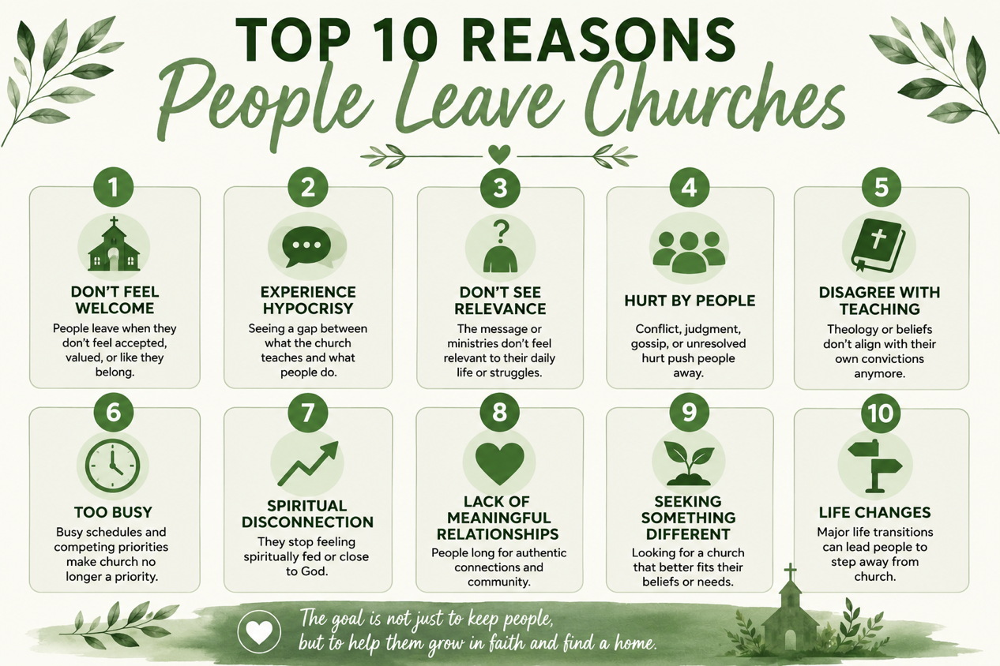 TOP 10 REASONS
People Leave Churches
1
DON'T FEEL
WELCOME
People leave when they
don't feel accepted,
valued, or like they
belong.
2
EXPERIENCE
HYPOCRISY
Seeing a gap between
what the church
teaches and what
people do.
3
?
DON'T SEE
RELEVANCE
The message or
ministries don't feel
relevant to their daily
life or struggles.
4
HURT BY PEOPLE
Conflict, judgment,
gossip, or unresolved
hurt push people
away.
5
DISAGREE WITH
TEACHING
Theology or beliefs
don't align with their
own convictions
anymore.
6
TOO BUSY
Busy schedules and
competing priorities
make church no
longer a priority.
7
SPIRITUAL
DISCONNECTION
They stop feeling
spiritually fed or close
to God.
8
LACK OF
MEANINGFUL
RELATIONSHIPS
People long for authentic
connections and
community.
9
SEEKING
SOMETHING
DIFFERENT
Looking for a church
that better fits their
beliefs or needs.
10
LIFE CHANGES
Major life transitions
can lead people to
step away from
church.
The goal is not just to keep people,
but to help them grow in faith and find a home.